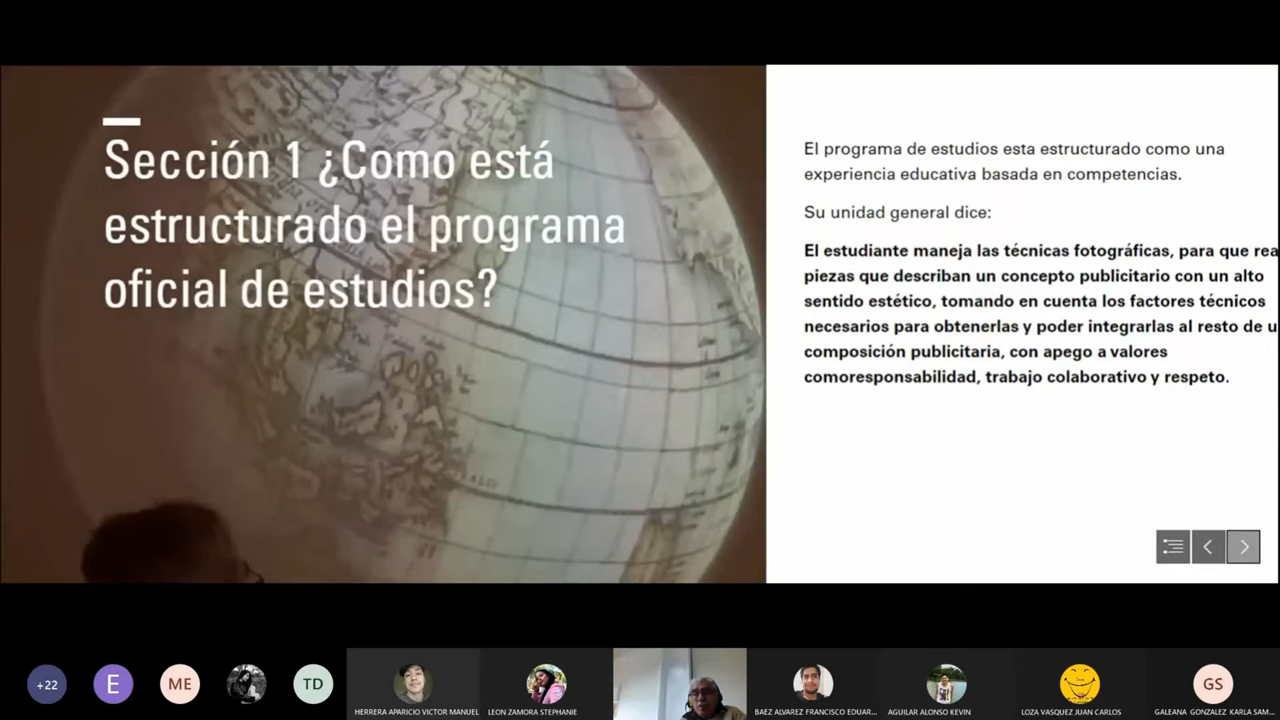 Sección 1 ¿Como está
estructurado el programa
oficial de estudios?
El programa de estudios esta estructurado como una
experiencia educativa basada en competencias.
Su unidad general dice:
El estudiante maneja las técnicas fotográficas, para que rea
piezas que describan un concepto publicitario con un alto
sentido estético, tomando en cuenta los factores técnicos
necesarios para obtenerlas y poder integrarlas al resto de u
composición publicitaria, con apego a valores
comoresponsabilidad, trabajo colaborativo y respeto.
+22
E
ME
TD
HERRERA APARICIO VICTOR MANUEL
LEON ZAMORA STEPHANIE
BAEZ ALVAREZ FRANCISCO EDUAR...
AGUILAR ALONSO KEVIN
LOZA VASQUEZ JUAN CARLOS
GS
GALEANA GONZALEZ KARLA SAM...